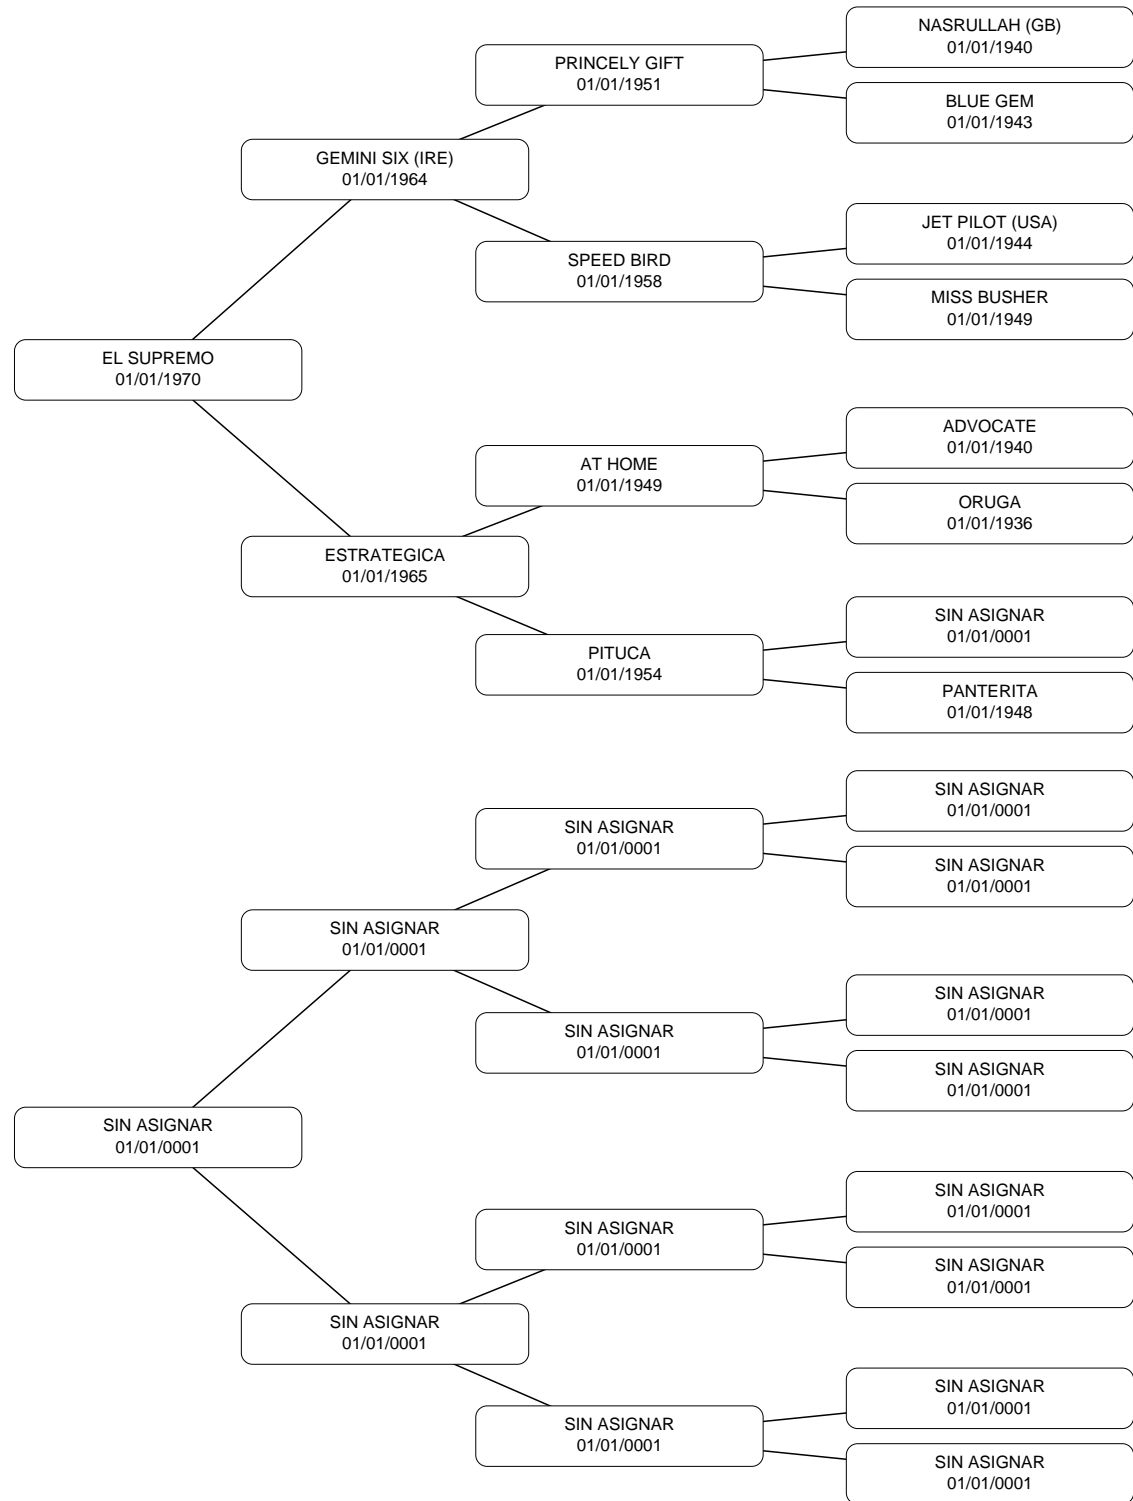 NASRULLAH (GB)
01/01/1940
PRINCELY GIFT
01/01/1951
BLUE GEM
01/01/1943
GEMINI SIX (IRE)
01/01/1964
JET PILOT (USA)
01/01/1944
SPEED BIRD
01/01/1958
MISS BUSHER
01/01/1949
EL SUPREMO
01/01/1970
ADVOCATE
01/01/1940
AT HOME
01/01/1949
ORUGA
01/01/1936
ESTRATEGICA
01/01/1965
SIN ASIGNAR
01/01/0001
PITUCA
01/01/1954
PANTERITA
01/01/1948
SIN ASIGNAR
01/01/0001
SIN ASIGNAR
01/01/0001
SIN ASIGNAR
01/01/0001
SIN ASIGNAR
01/01/0001
SIN ASIGNAR
01/01/0001
SIN ASIGNAR
01/01/0001
SIN ASIGNAR
01/01/0001
SIN ASIGNAR
01/01/0001
SIN ASIGNAR
01/01/0001
SIN ASIGNAR
01/01/0001
SIN ASIGNAR
01/01/0001
SIN ASIGNAR
01/01/0001
SIN ASIGNAR
01/01/0001
SIN ASIGNAR
01/01/0001
SIN ASIGNAR
01/01/0001